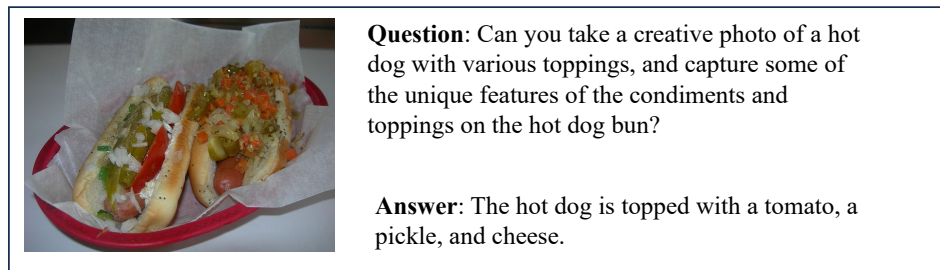 Question: Can you take a creative photo of a hot
dog with various toppings, and capture some of
the unique features of the condiments and
toppings on the hot dog bun?
Answer: The hot dog is topped with a tomato, a
pickle, and cheese.